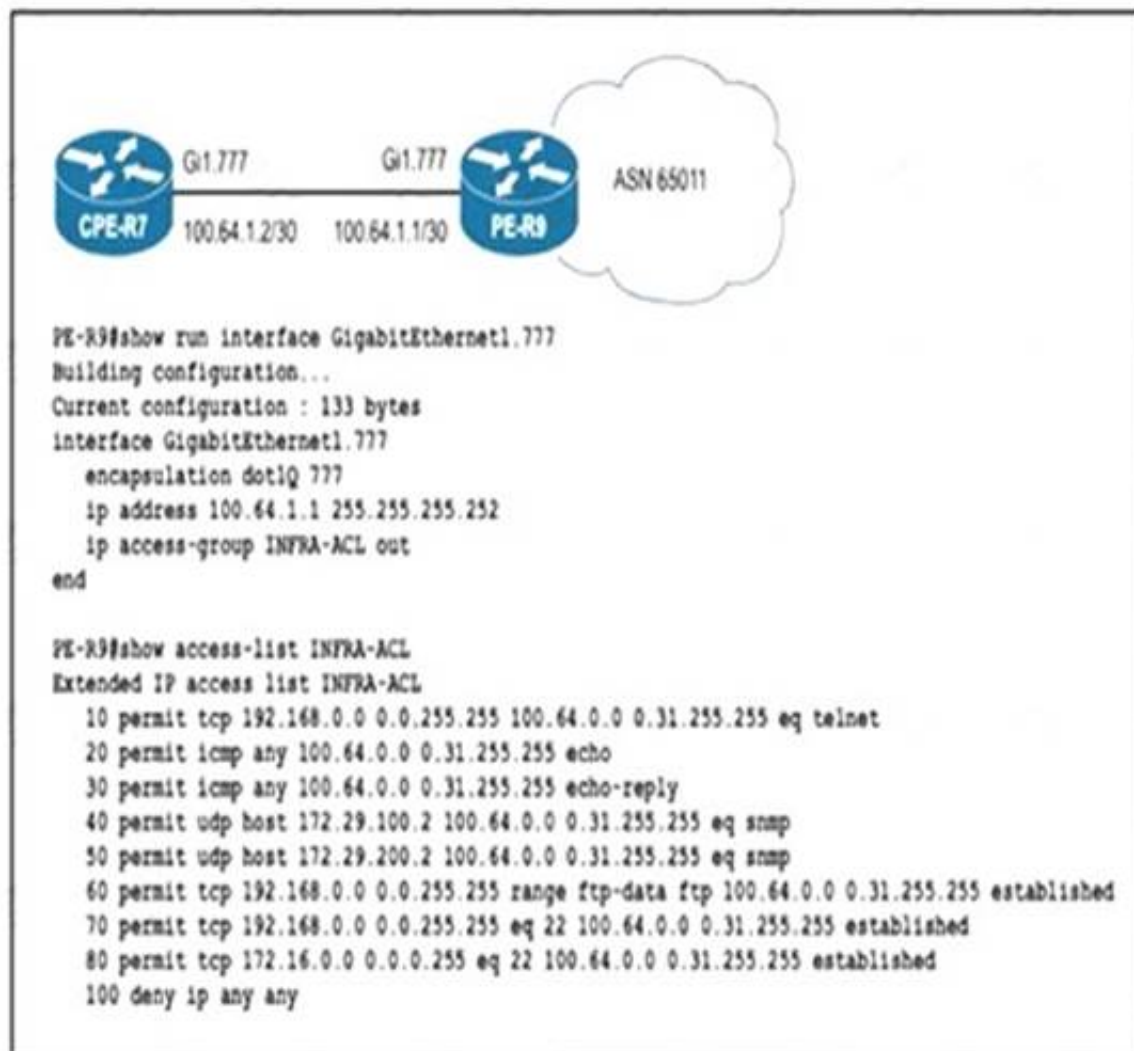 Gi1.777 Gi1.777
ASN 65011
CPE-R7 100.64.1.2/30 100.64.1.1/30 PE-R9
PE-R9#show run interface GigabitEthernet1.777
Building configuration...
Current configuration : 133 bytes
interface GigabitEthernet1.777
encapsulation dot1Q 777
ip address 100.64.1.1 255.255.255.252
ip access-group INFRA-ACL out
end
PE-R9#show access-list INFRA-ACL
Extended IP access list INFRA-ACL
10 permit tcp 192.168.0.0 0.0.255.255 100.64.0.0 0.31.255.255 eq telnet
20 permit icmp any 100.64.0.0 0.31.255.255 echo
30 permit icmp any 100.64.0.0 0.31.255.255 echo-reply
40 permit udp host 172.29.100.2 100.64.0.0 0.31.255.255 eq snmp
50 permit udp host 172.29.200.2 100.64.0.0 0.31.255.255 eq snmp
60 permit tcp 192.168.0.0 0.0.255.255 range ftp-data ftp 100.64.0.0 0.31.255.255 established
70 permit tcp 192.168.0.0 0.0.255.255 eq 22 100.64.0.0 0.31.255.255 established
80 permit tcp 172.16.0.0 0.0.0.255 eq 22 100.64.0.0 0.31.255.255 established
100 deny ip any any